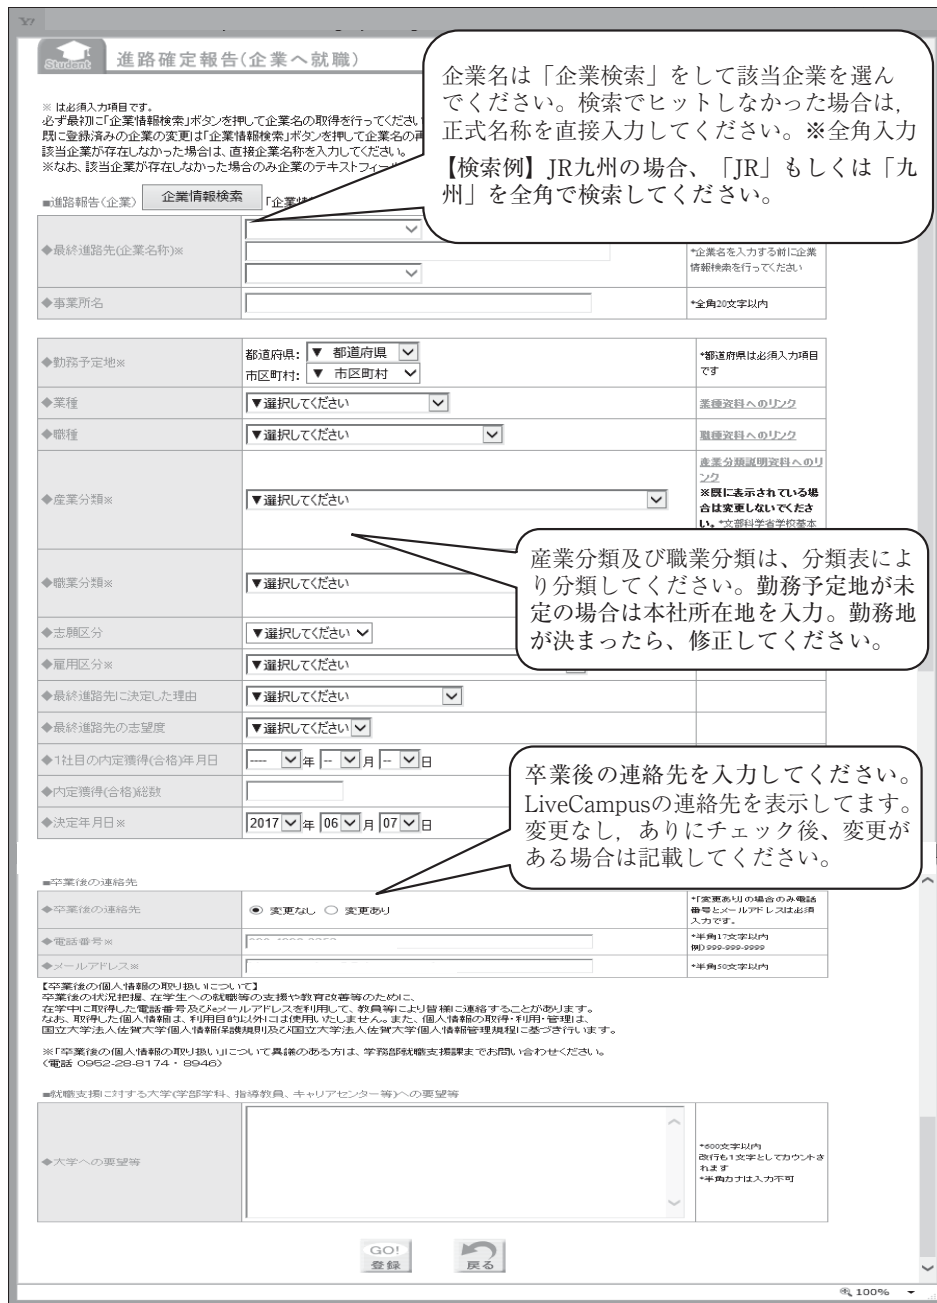 Student 進路確定報告(企業へ就職)
企業名は「企業検索」をして該当企業を選ん
でください。検索でヒットしなかった場合は,
正式名称を直接入力してください。※全角入力
【検索例】JR九州の場合、「JR」もしくは「九
州」を全角で検索してください。
※ は必須入力項目です。
必ず最初に「企業情報検索」ボタンを押して企業名の取得を行ってくださ
既に登録済みの企業の変更は「企業情報検索」ボタンを押して企業名の再
該当企業が存在しなかった場合は、直接企業名称を入力してください。
※なお、該当企業が存在しなかった場合のみ企業のテキストフィール
■進路報告(企業) 企業情報検索
◆最終進路先(企業名称)※
*企業名を入力する前に企業
情報検索を行ってください
◆事業所名 *全角20文字以内
◆勤務予定地※
都道府県: ▼ 都道府県
市区町村: ▼ 市区町村
*都道府県は必須入力項目
です
◆業種 ▼選択してください 業種資料へのリンク
◆職種 ▼選択してください 職種資料へのリンク
◆産業分類※ ▼選択してください
産業分類説明資料へのリ
ンク
※既に表示されている場
合は変更しないでくださ
い。*文部科学省学校基本
産業分類及び職業分類は、分類表によ
り分類してください。勤務予定地が未
定の場合は本社所在地を入力。勤務地
が決まったら、修正してください。
◆職業分類※ ▼選択してください
◆志願区分 ▼選択してください
◆雇用区分※ ▼選択してください
◆最終進路先に決定した理由 ▼選択してください
◆最終進路先の志望度 ▼選択してください
◆1社目の内定獲得(合格)年月日 ---- 年 -- 月 -- 日
◆内定獲得(合格)総数
◆決定年月日※ 2017 年 06 月 07 日
卒業後の連絡先を入力してください。
LiveCampusの連絡先を表示してます。
変更なし,ありにチェック後、変更が
ある場合は記載してください。
■卒業後の連絡先
◆卒業後の連絡先 変更なし 変更あり
*「変更あり」の場合のみ電話
番号とメールアドレスは必須
入力です。
◆電話番号※
*半角17文字以内
例) 999-999-9999
◆メールアドレス※ *半角50文字以内
【卒業後の個人情報の取り扱いについて】
卒業後の状況把握、在学生への就職等の支援や教育改善等のために、
在学中に取得した電話番号及びeメールアドレスを利用して、教員等により皆様に連絡することがあります。
なお、取得した個人情報は、利用目的以外には使用いたしません。また、個人情報の取得・利用・管理は、
国立大学法人佐賀大学個人情報保護規則及び国立大学法人佐賀大学個人情報管理規程に基づき行います。
※「卒業後の個人情報の取り扱い」について異議のある方は、学務部就職支援課までお問い合わせください。
(電話 0952-28-8174・8946)
■就職支援に対する大学(学部学科、指導教員、キャリアセンター等)への要望等
◆大学への要望等
*600文字以内
改行も1文字としてカウントさ
れます
*半角カナは入力不可
GO! 登録 戻る
100%